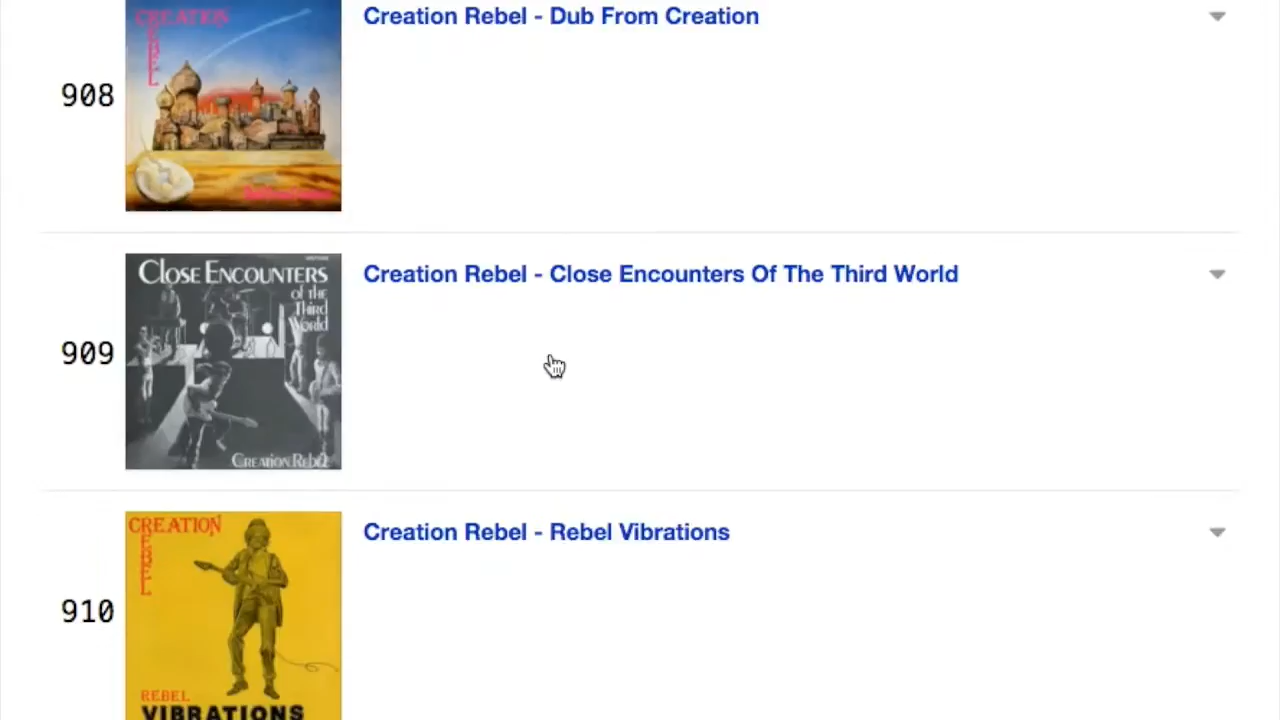 Creation Rebel - Dub From Creation
908
CREATION
REBEL
Creation Rebel - Close Encounters Of The Third World
909
CLOSE ENCOUNTERS
of the
Third
World
CREATION REBEL
Creation Rebel - Rebel Vibrations
910
CREATION
REBEL
REBEL
VIBRATIONS